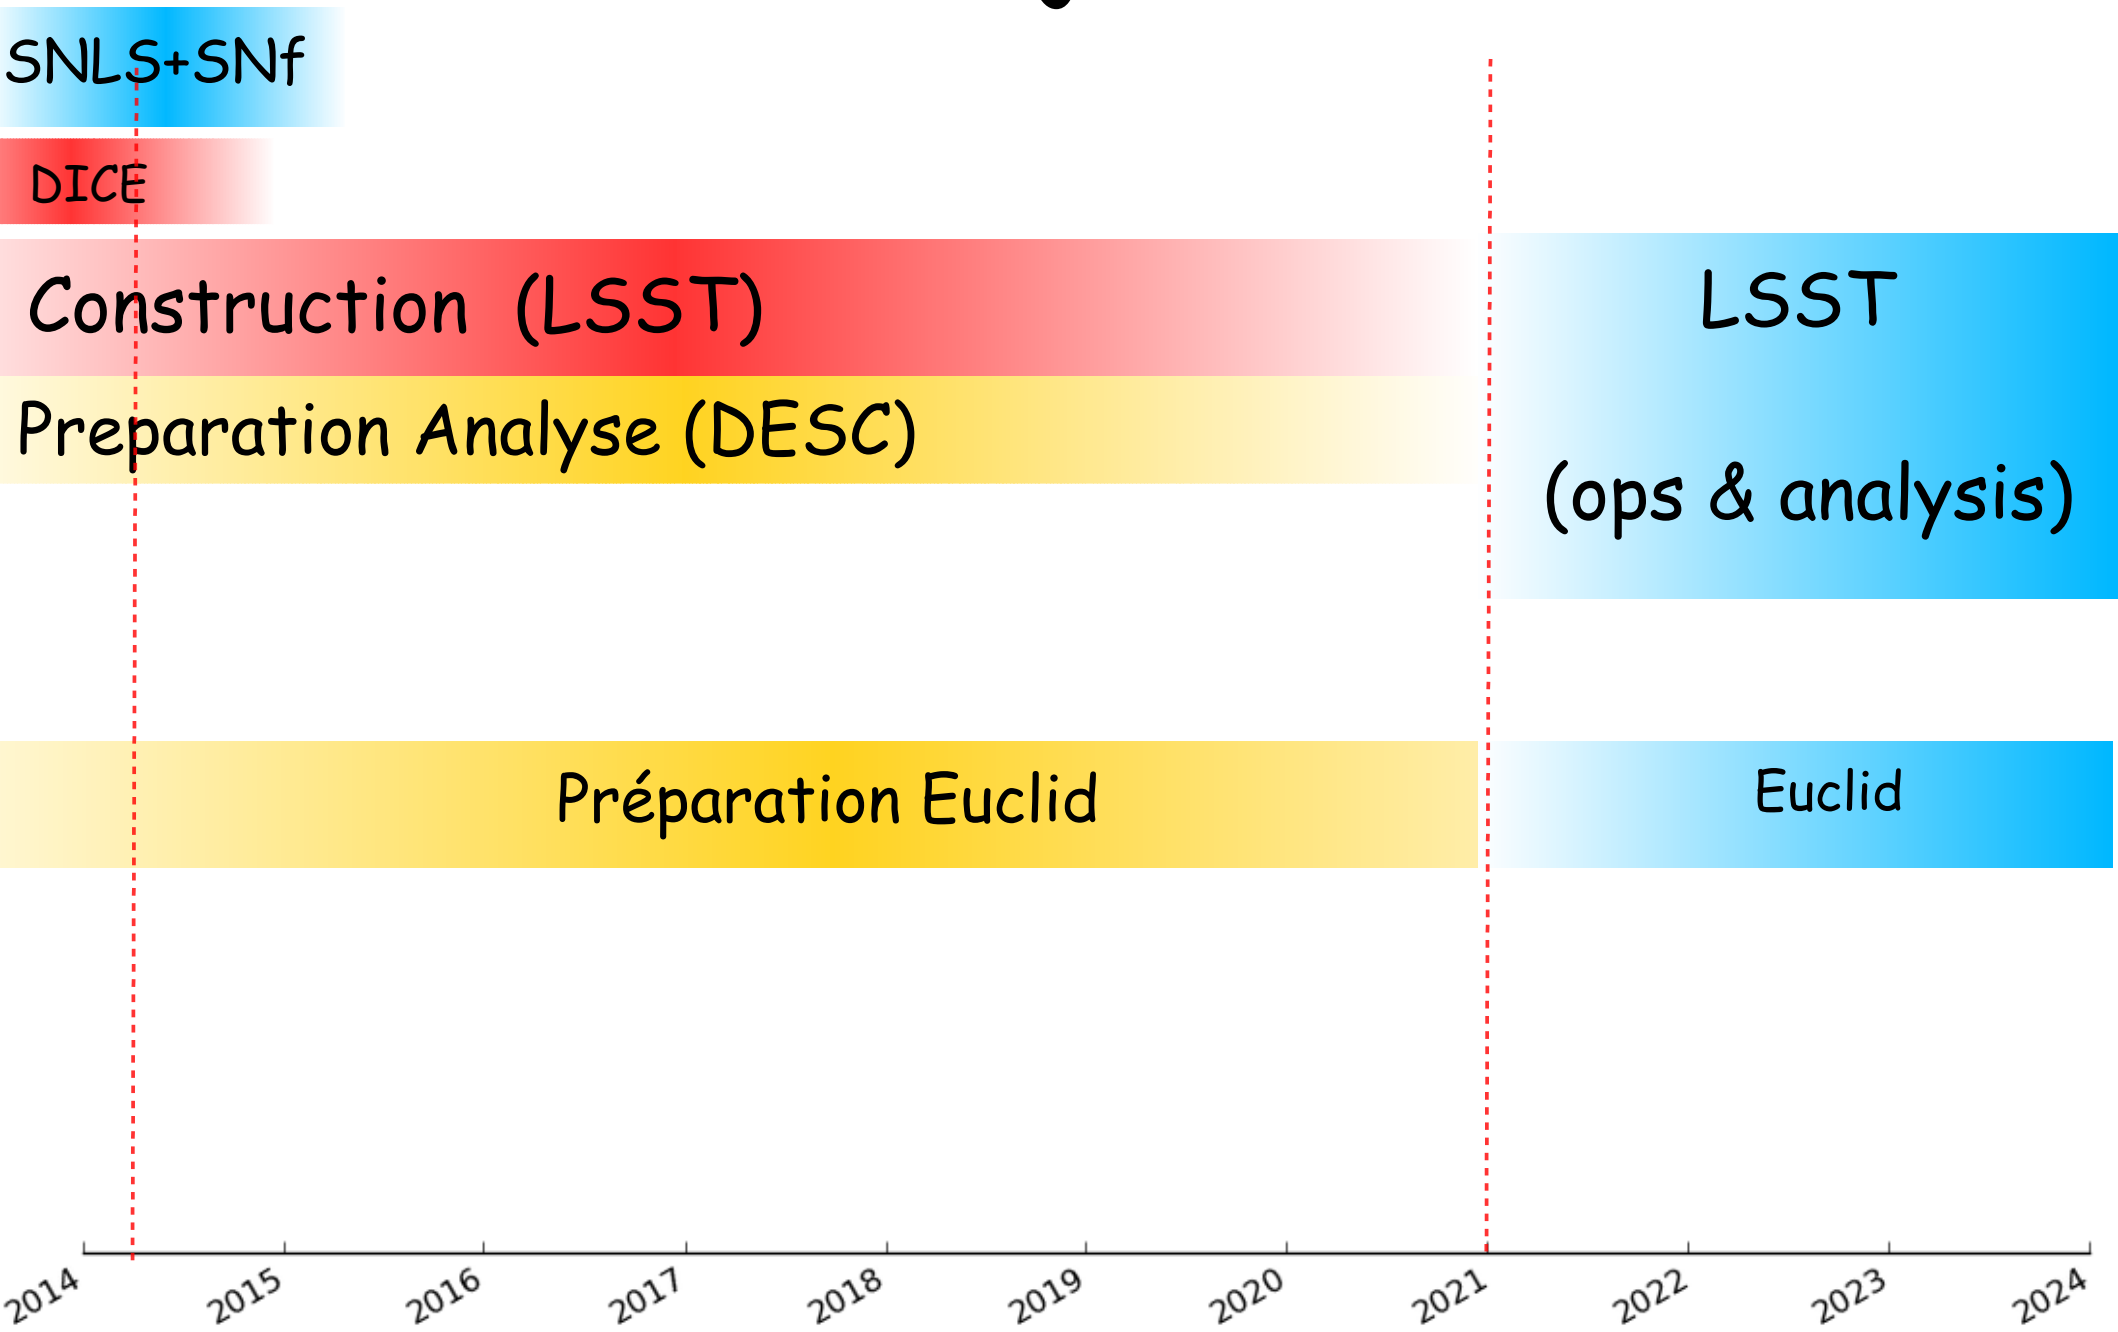 SNLS+SNf
DICE
Construction (LSST)
Preparation Analyse (DESC)
LSST
(ops & analysis)
Préparation Euclid
Euclid
2014
2015
2016
2017
2018
2019
2020
2021
2022
2023
2024